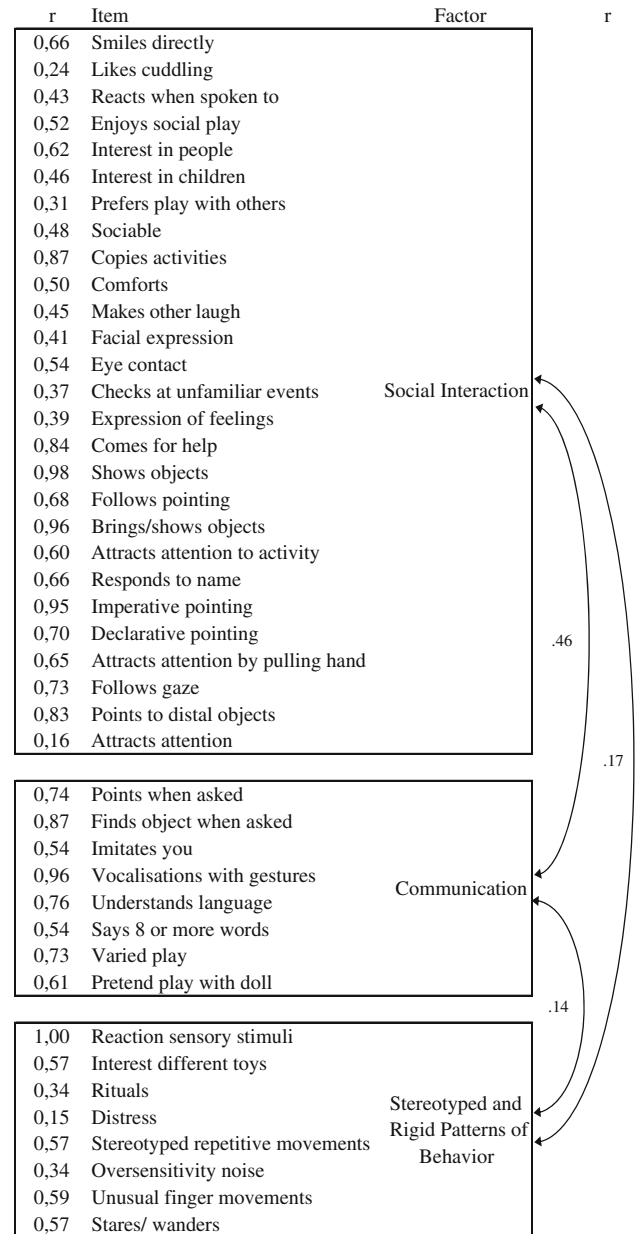 r Item Factor r
0,66 Smiles directly
0,24 Likes cuddling
0,43 Reacts when spoken to
0,52 Enjoys social play
0,62 Interest in people
0,46 Interest in children
0,31 Prefers play with others
0,48 Sociable
0,87 Copies activities
0,50 Comforts
0,45 Makes other laugh
0,41 Facial expression
0,54 Eye contact
0,37 Checks at unfamiliar events Social Interaction
0,39 Expression of feelings
0,84 Comes for help
0,98 Shows objects
0,68 Follows pointing
0,96 Brings/shows objects
0,60 Attracts attention to activity
0,66 Responds to name
0,95 Imperative pointing
0,70 Declarative pointing
.46
0,65 Attracts attention by pulling hand
0,73 Follows gaze
0,83 Points to distal objects
0,16 Attracts attention
.17
0,74 Points when asked
0,87 Finds object when asked
0,54 Imitates you
0,96 Vocalisations with gestures
Communication
0,76 Understands language
0,54 Says 8 or more words
0,73 Varied play
0,61 Pretend play with doll
.14
1,00 Reaction sensory stimuli
0,57 Interest different toys
0,34 Rituals
Stereotyped and
0,15 Distress
Rigid Patterns of
0,57 Stereotyped repetitive movements
Behavior
0,34 Oversensitivity noise
0,59 Unusual finger movements
0,57 Stares/ wanders